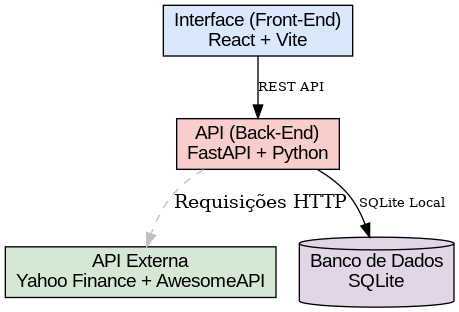 Interface (Front-End)
React + Vite
REST API
API (Back-End)
FastAPI + Python
Requisições HTTP
SQLite Local
API Externa
Yahoo Finance + AwesomeAPI
Banco de Dados
SQLite